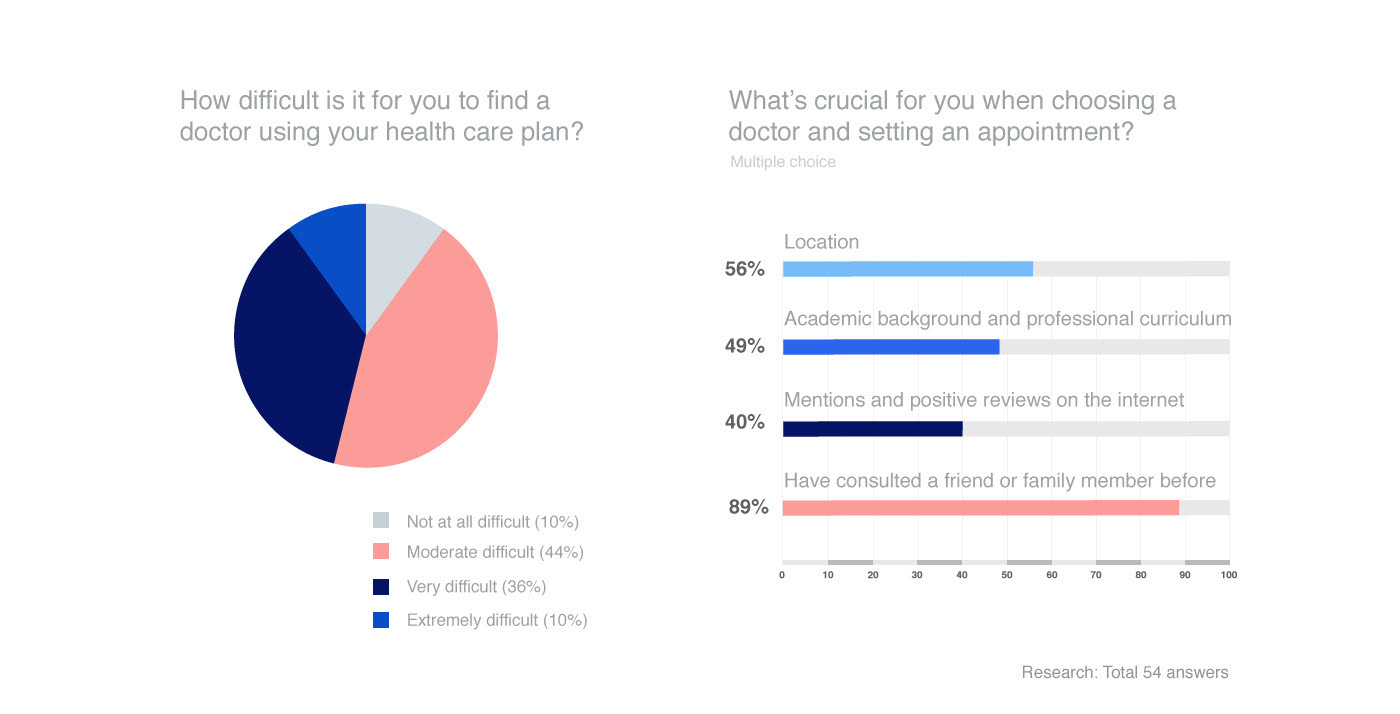 How difficult is it for you to find a
doctor using your health care plan?
Not at all difficult (10%)
Moderate difficult (44%)
Very difficult (36%)
Extremely difficult (10%)
What’s crucial for you when choosing a
doctor and setting an appointment?
Multiple choice
Location
56%
Academic background and professional curriculum
49%
Mentions and positive reviews on the internet
40%
Have consulted a friend or family member before
89%
0 10 20 30 40 50 60 70 80 90 100
Research: Total 54 answers